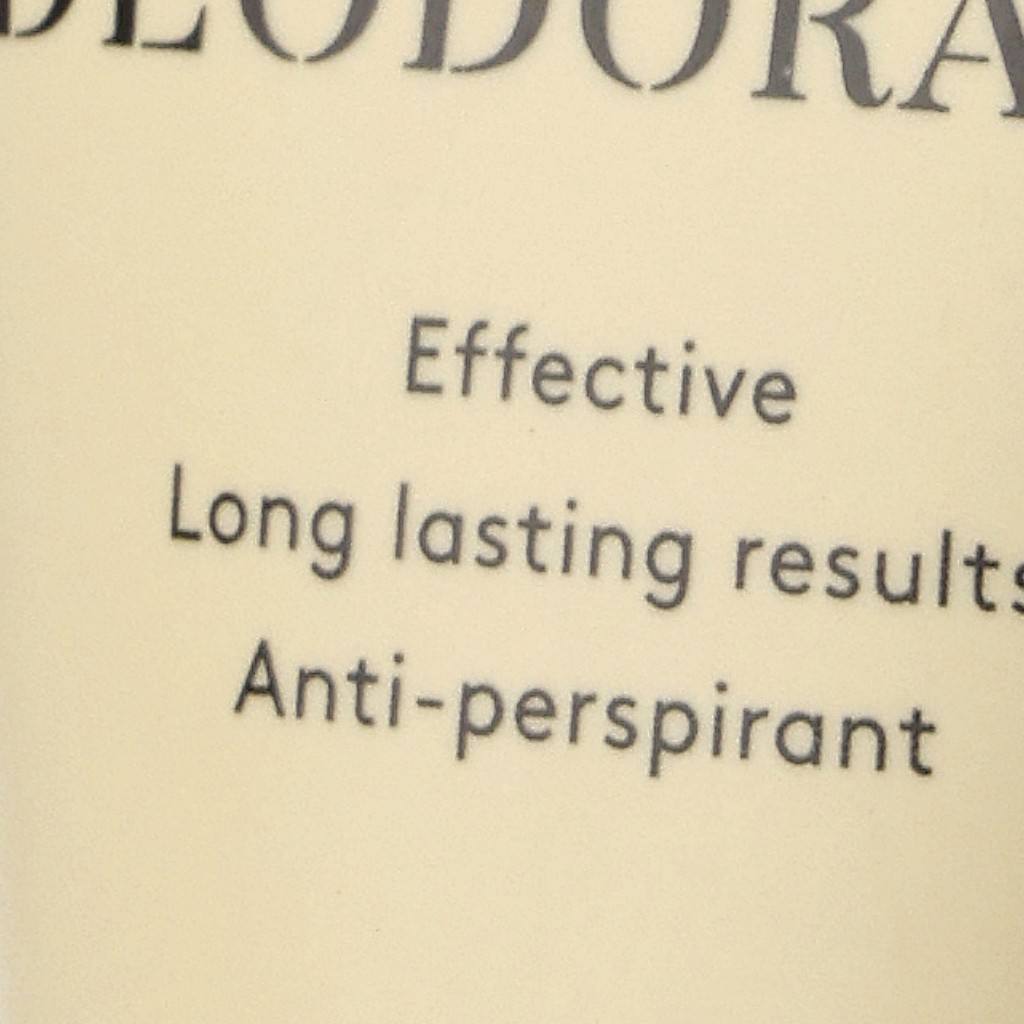 DEODORA
Effective
Long lasting results
Anti-perspirant